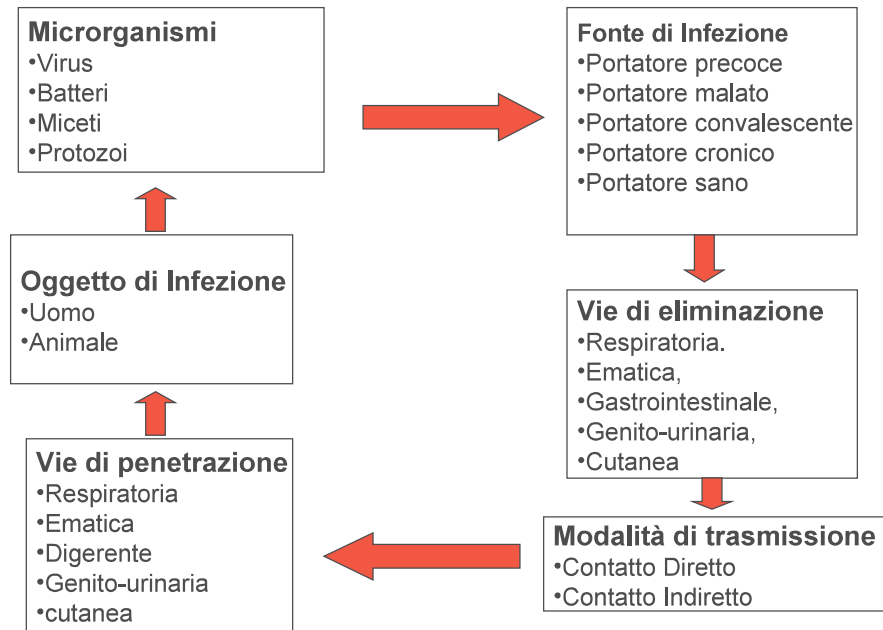 Microrganismi
•Virus
•Batteri
•Miceti
•Protozoi
Fonte di Infezione
•Portatore precoce
•Portatore malato
•Portatore convalescente
•Portatore cronico
•Portatore sano
Vie di eliminazione
•Respiratoria.
•Ematica,
•Gastrointestinale,
•Genito-urinaria,
•Cutanea
Modalità di trasmissione
•Contatto Diretto
•Contatto Indiretto
Vie di penetrazione
•Respiratoria
•Ematica
•Digerente
•Genito-urinaria
•cutanea
Oggetto di Infezione
•Uomo
•Animale